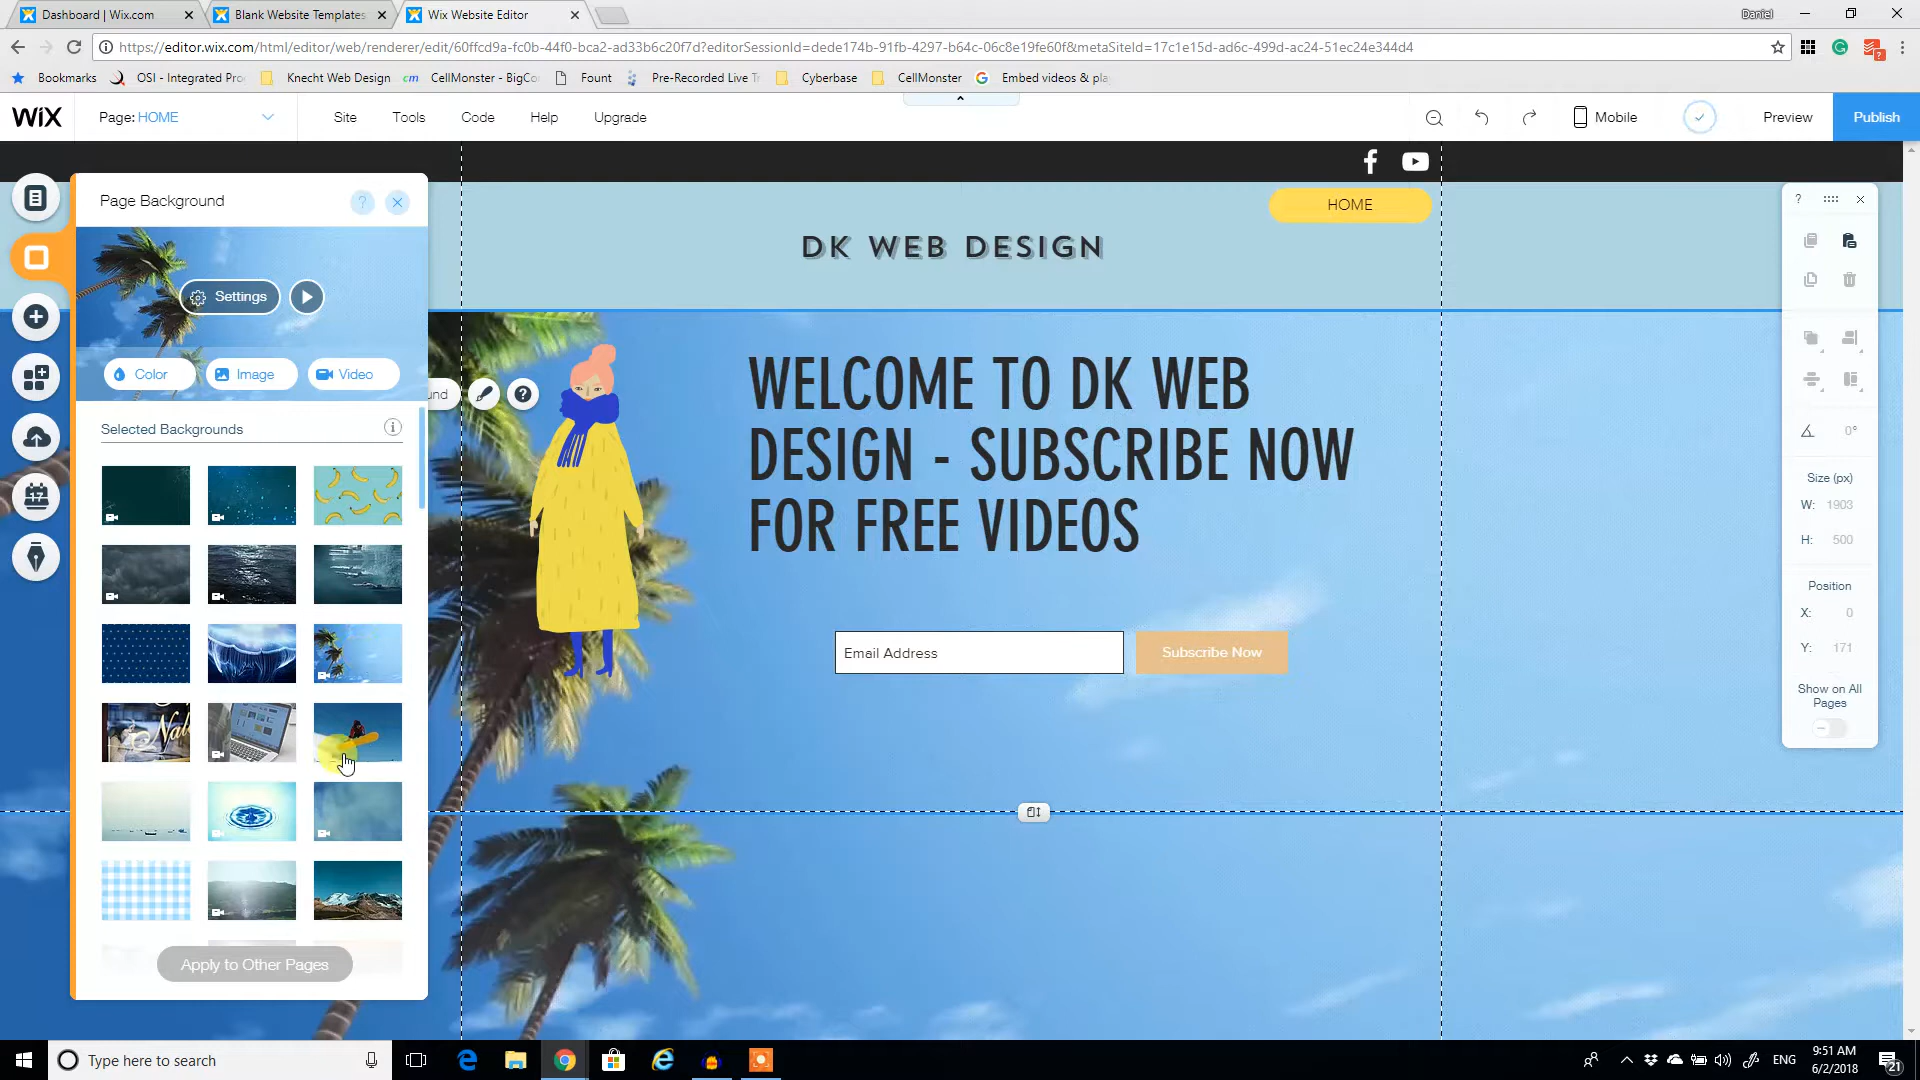 Dashboard | Wix.com
Blank Website Templates
Wix Website Editor
Daniel
https://editor.wix.com/html/editor/web/renderer/edit/60ffcd9a-fc0b-44f0-bca2-ad33b6c20f7d?editorSessionId=dede174b-91fb-4297-b64c-06c8e19fe60f&metaSiteId=17c1e15d-ad6c-499d-ac24-51ec24e344d4
Bookmarks
OSI - Integrated Pro
Knecht Web Design
cm
CellMonster - BigCo
Fount
Pre-Recorded Live T
Cyberbase
CellMonster
Embed videos & pla
WiX
Page: HOME
Site
Tools
Code
Help
Upgrade
Mobile
Preview
Publish
Page Background
?
Settings
Color
Image
Video
Selected Backgrounds
Apply to Other Pages
17
und
?
HOME
DK WEB DESIGN
WELCOME TO DK WEB
DESIGN - SUBSCRIBE NOW
FOR FREE VIDEOS
Email Address
Subscribe Now
?
0°
Size (px)
W: 1903
H: 500
Position
X: 0
Y: 171
Show on All
Pages
Type here to search
ENG
9:51 AM
6/2/2018
21